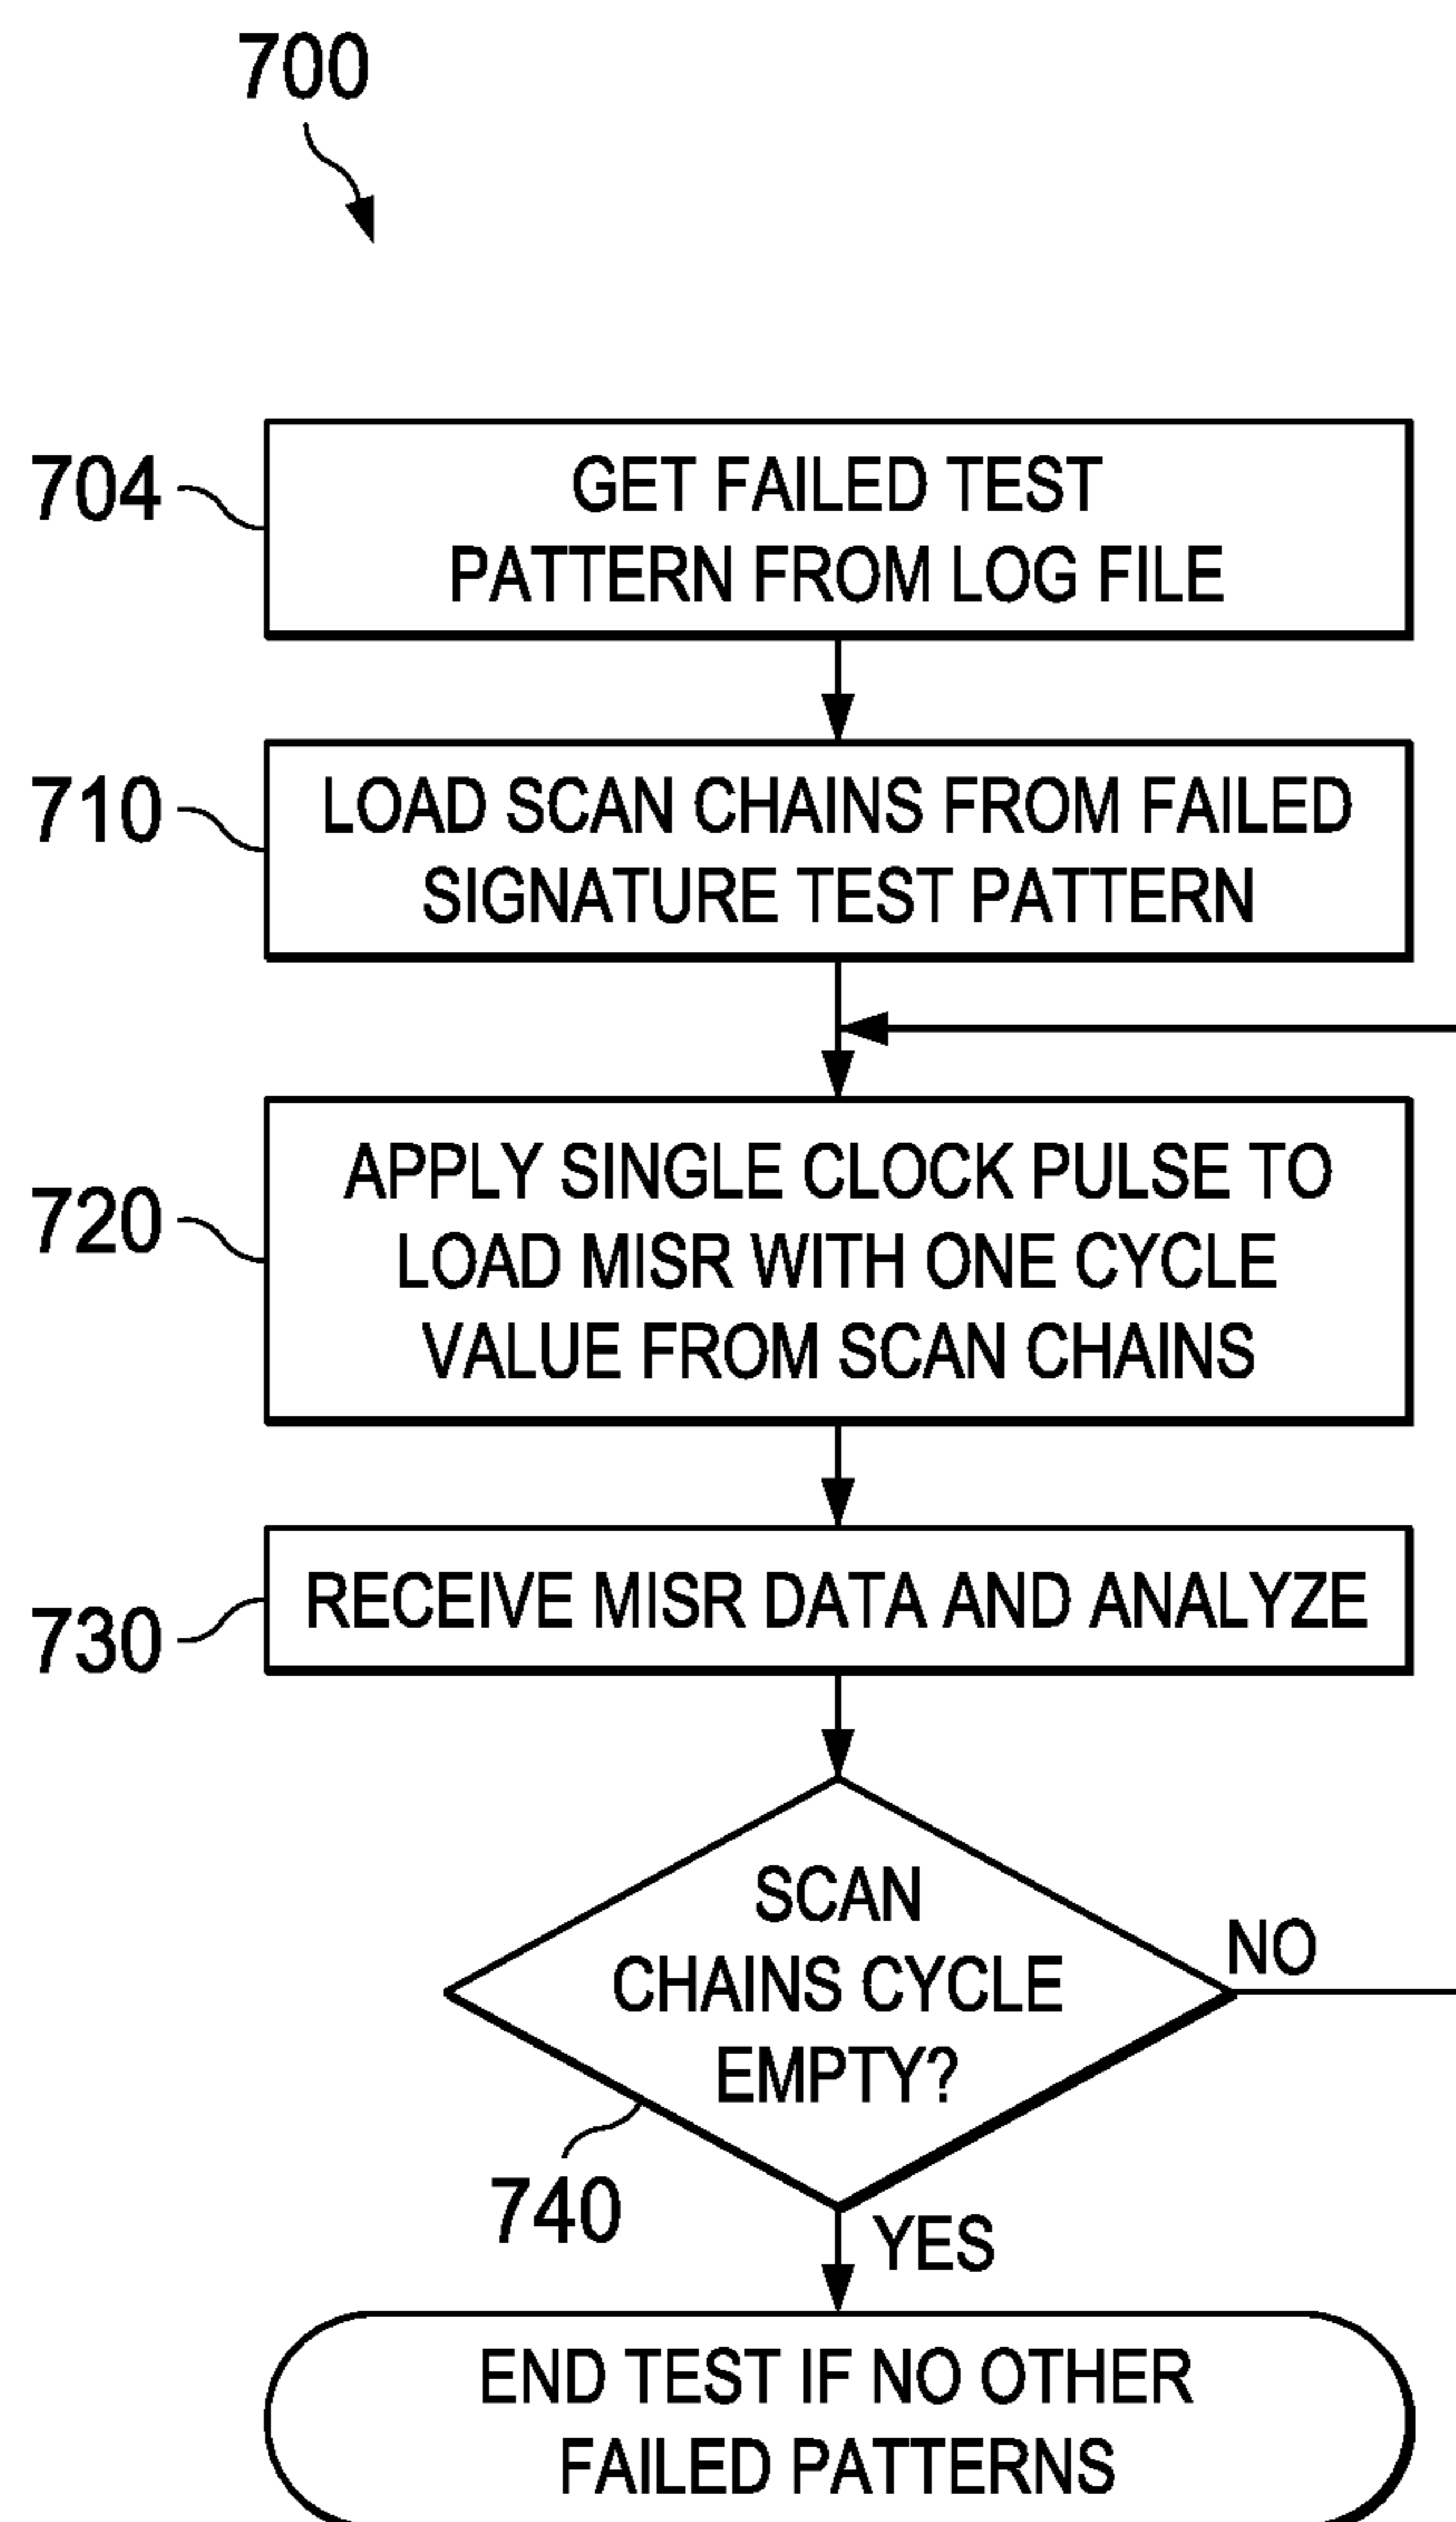 700
704
GET FAILED TEST
PATTERN FROM LOG FILE
710
LOAD SCAN CHAINS FROM FAILED
SIGNATURE TEST PATTERN
720
APPLY SINGLE CLOCK PULSE TO
LOAD MISR WITH ONE CYCLE
VALUE FROM SCAN CHAINS
730
RECEIVE MISR DATA AND ANALYZE
SCAN
CHAINS CYCLE
EMPTY?
NO
740
YES
END TEST IF NO OTHER
FAILED PATTERNS